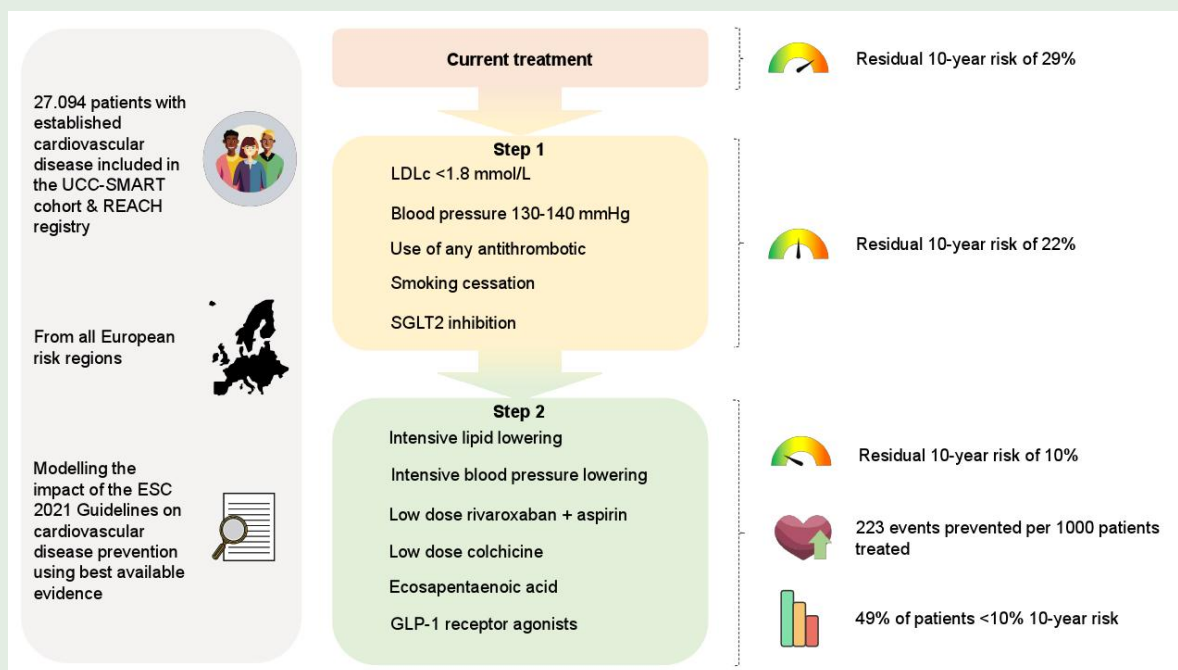 27.094 patients with
established
cardiovascular
disease included in
the UCC-SMART
cohort & REACH
registry
From all European
risk regions
Modelling the
impact of the ESC
2021 Guidelines on
cardiovascular
disease prevention
using best available
evidence
Current treatment
Residual 10-year risk of 29%
Step 1
LDLc <1.8 mmol/L
Blood pressure 130-140 mmHg
Use of any antithrombotic
Smoking cessation
SGLT2 inhibition
Residual 10-year risk of 22%
Step 2
Intensive lipid lowering
Intensive blood pressure lowering
Low dose rivaroxaban + aspirin
Low dose colchicine
Ecosapentaenoic acid
GLP-1 receptor agonists
Residual 10-year risk of 10%
223 events prevented per 1000 patients
treated
49% of patients <10% 10-year risk